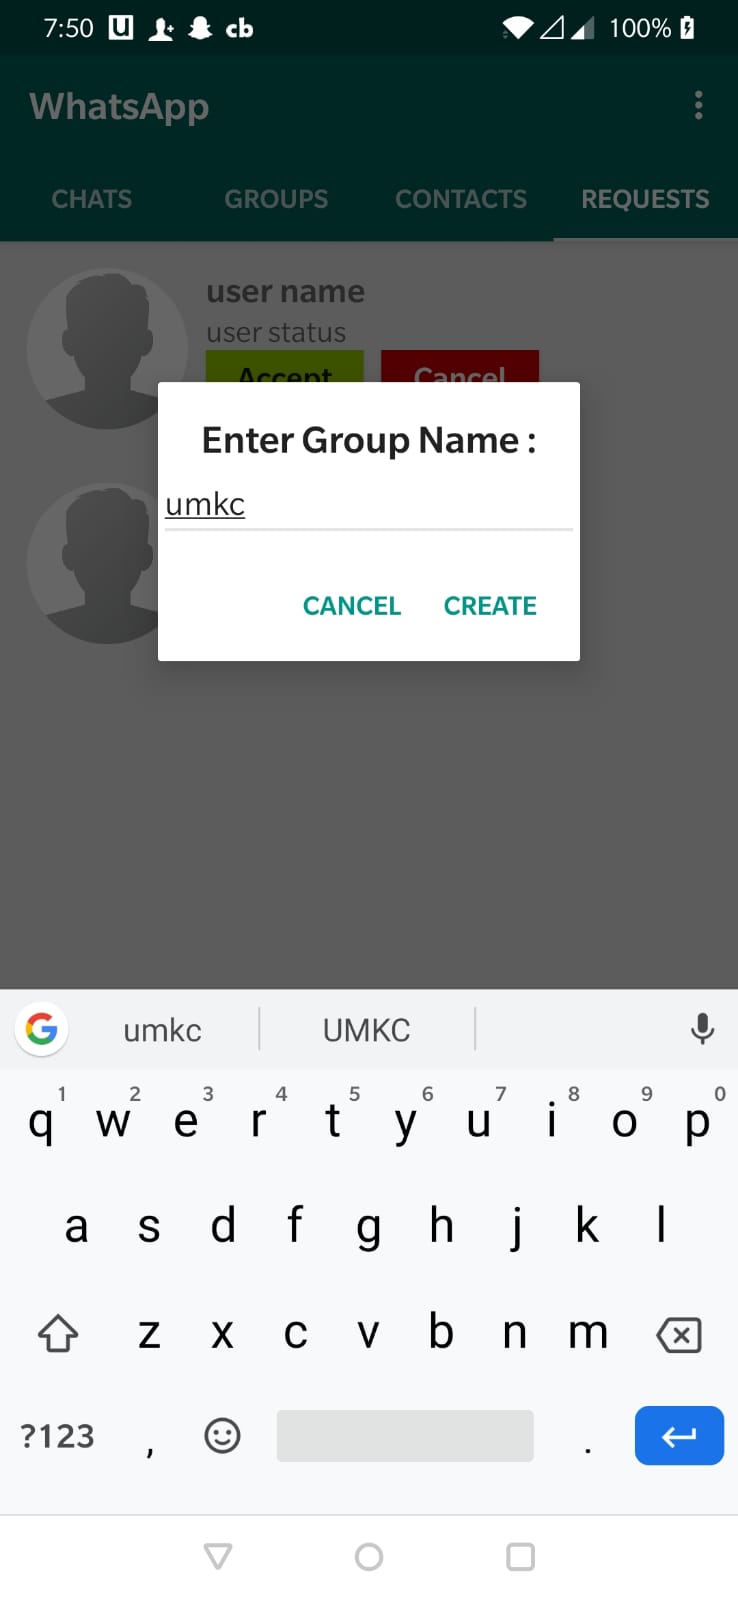 7:50 U cb 100%
WhatsApp
CHATS GROUPS CONTACTS REQUESTS
user name
user status
Accept Cancel
Enter Group Name :
umkc
CANCEL CREATE
G umkc UMKC
1 2 3 4 5 6 7 8 9 0
q w e r t y u i o p
a s d f g h j k l
z x c v b n m
?123 , .